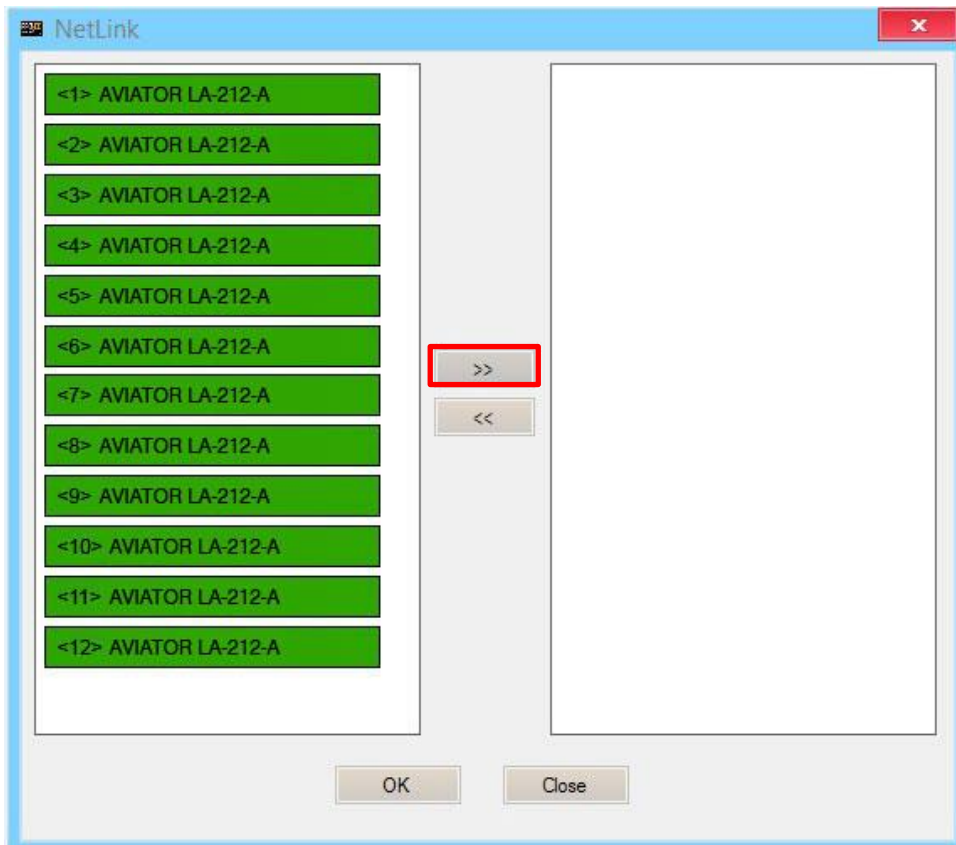 NetLink
x
<1> AVIATOR LA-212-A
<2> AVIATOR LA-212-A
<3> AVIATOR LA-212-A
<4> AVIATOR LA-212-A
<5> AVIATOR LA-212-A
<6> AVIATOR LA-212-A
<7> AVIATOR LA-212-A
<8> AVIATOR LA-212-A
<9> AVIATOR LA-212-A
<10> AVIATOR LA-212-A
<11> AVIATOR LA-212-A
<12> AVIATOR LA-212-A
>>
<<
OK
Close